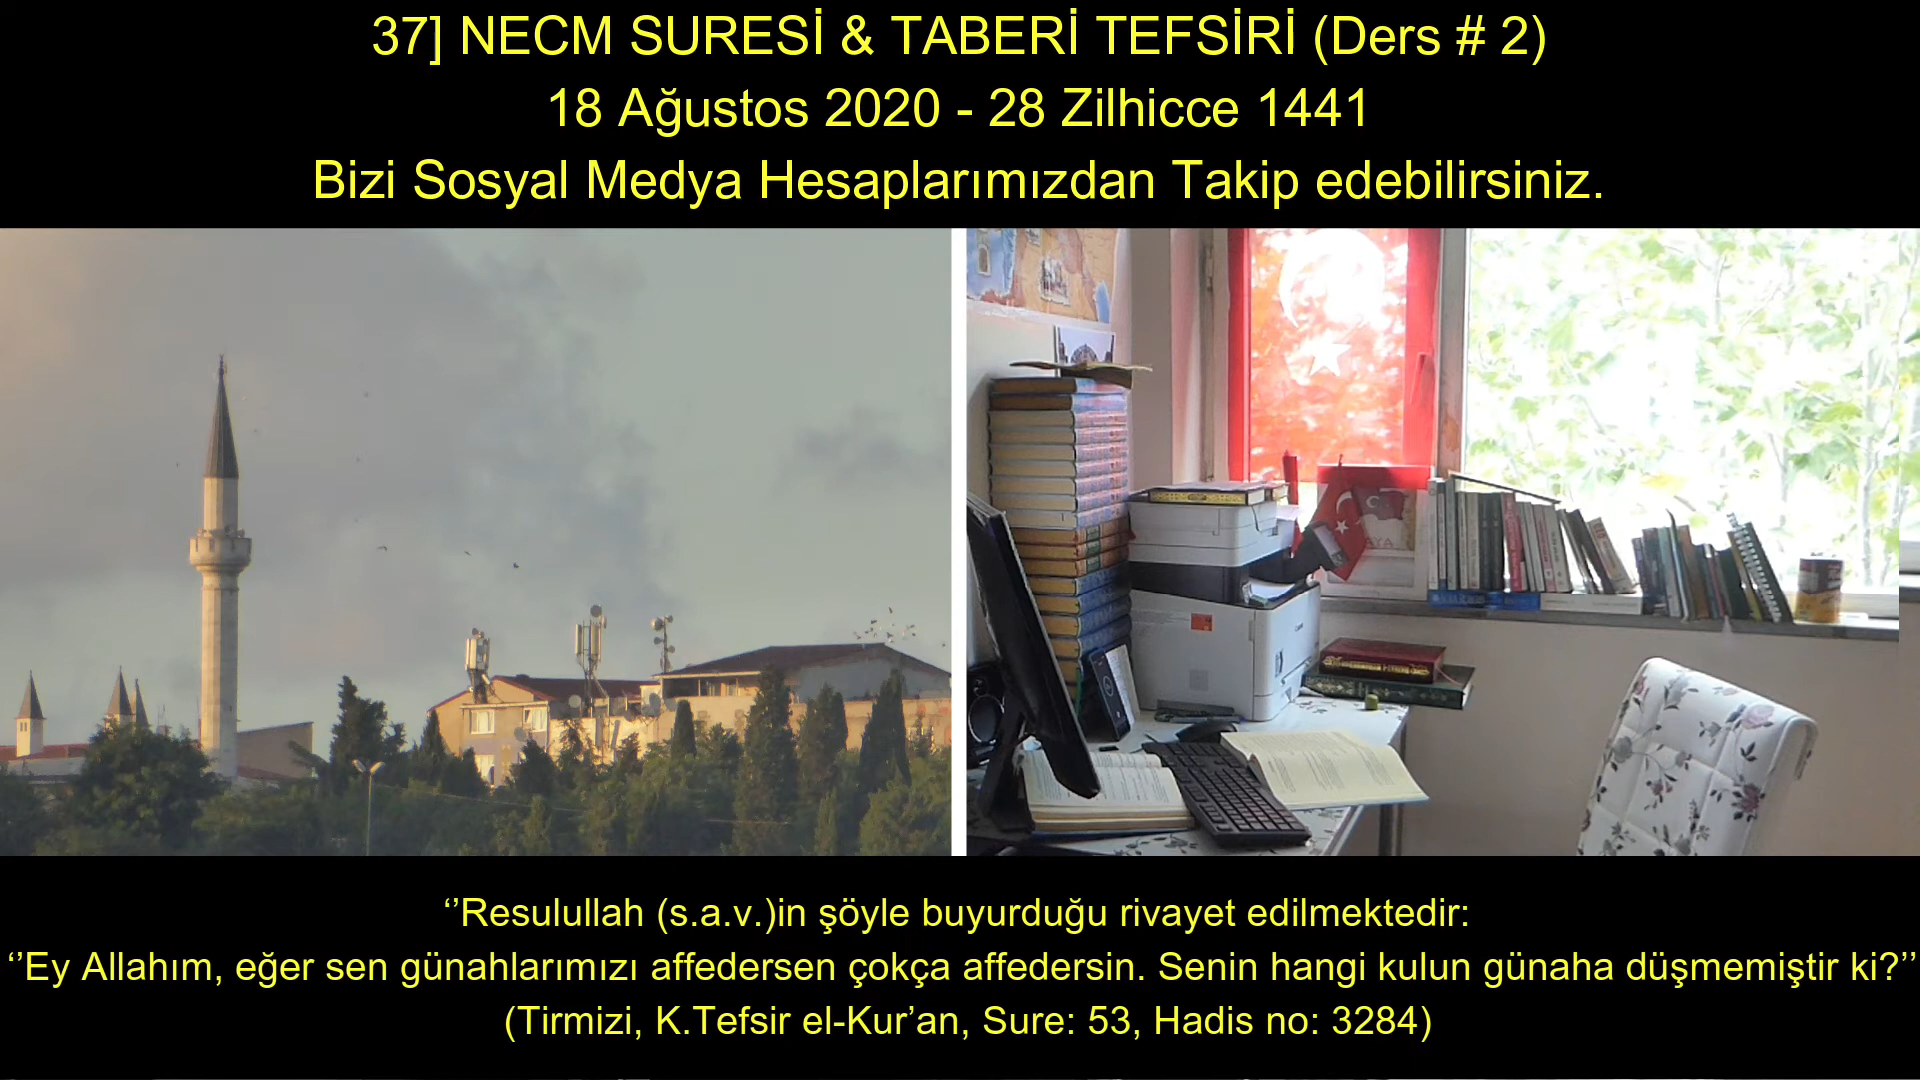 37] NECM SURESİ & TABERİ TEFSİRİ (Ders # 2)
18 Ağustos 2020 - 28 Zilhicce 1441
Bizi Sosyal Medya Hesaplarımızdan Takip edebilirsiniz.
‘’Resulullah (s.a.v.)in şöyle buyurduğu rivayet edilmektedir:
‘’Ey Allahım, eğer sen günahlarımızı affedersen çokça affedersin. Senin hangi kulun günaha düşmemiştir ki?’’
(Tirmizi, K.Tefsir el-Kur’an, Sure: 53, Hadis no: 3284)